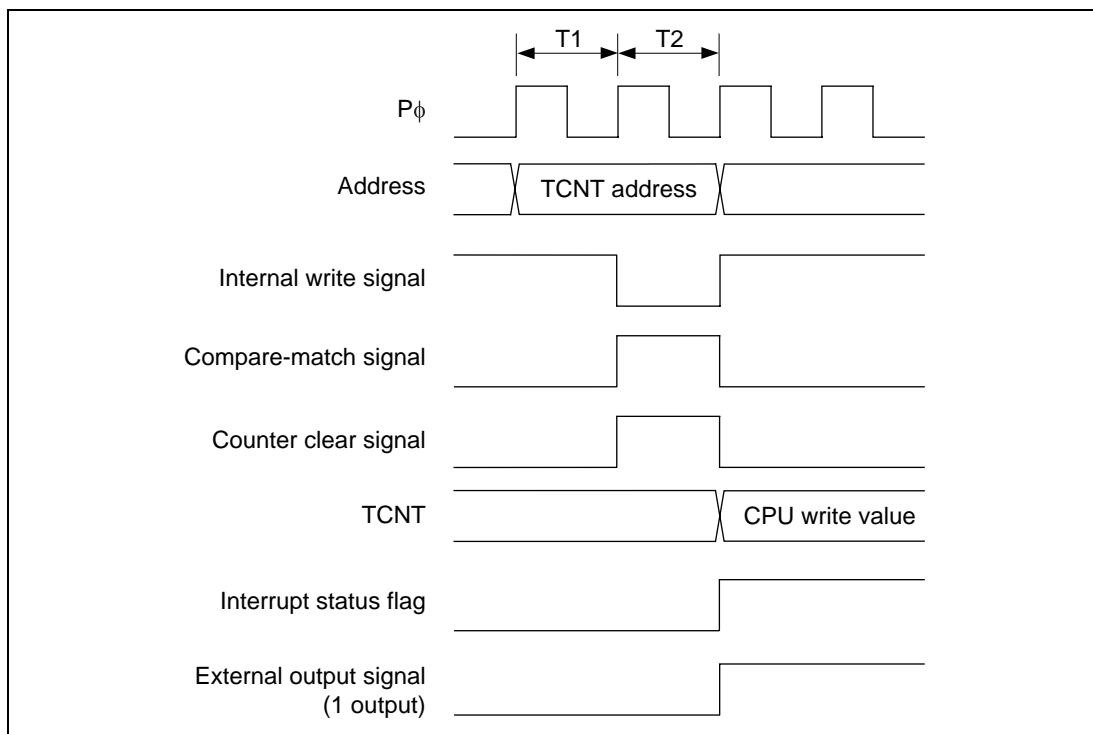 T1 T2
Pφ
Address TCNT address
Internal write signal
Compare-match signal
Counter clear signal
TCNT CPU write value
Interrupt status flag
External output signal
(1 output)